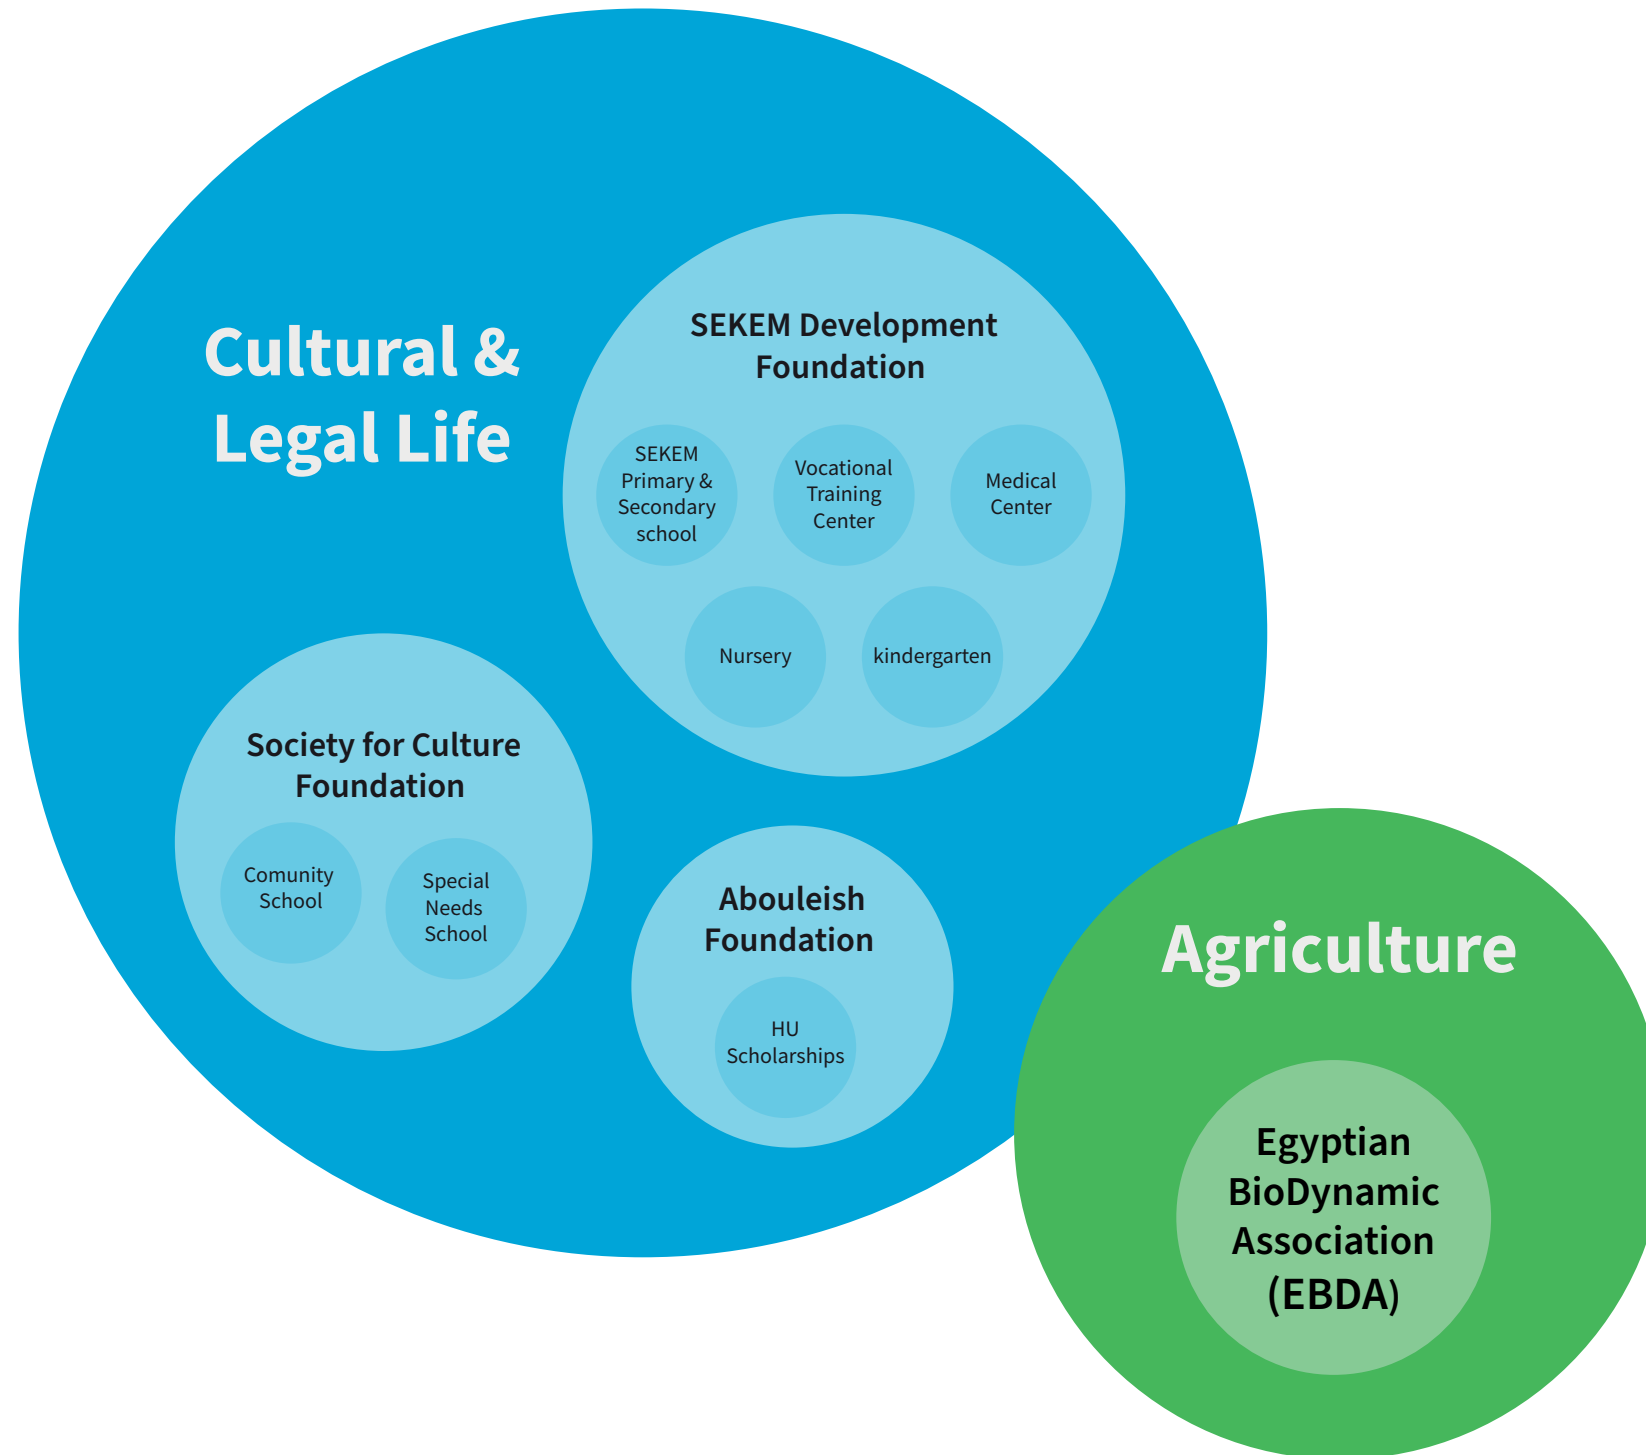 Cultural &
Legal Life
SEKEM Development
Foundation
SEKEM
Primary &
Secondary
school
Vocational
Training
Center
Medical
Center
Nursery
kindergarten
Society for Culture
Foundation
Comunity
School
Special
Needs
School
Abouleish
Foundation
HU
Scholarships
Agriculture
Egyptian
BioDynamic
Association
(EBDA)